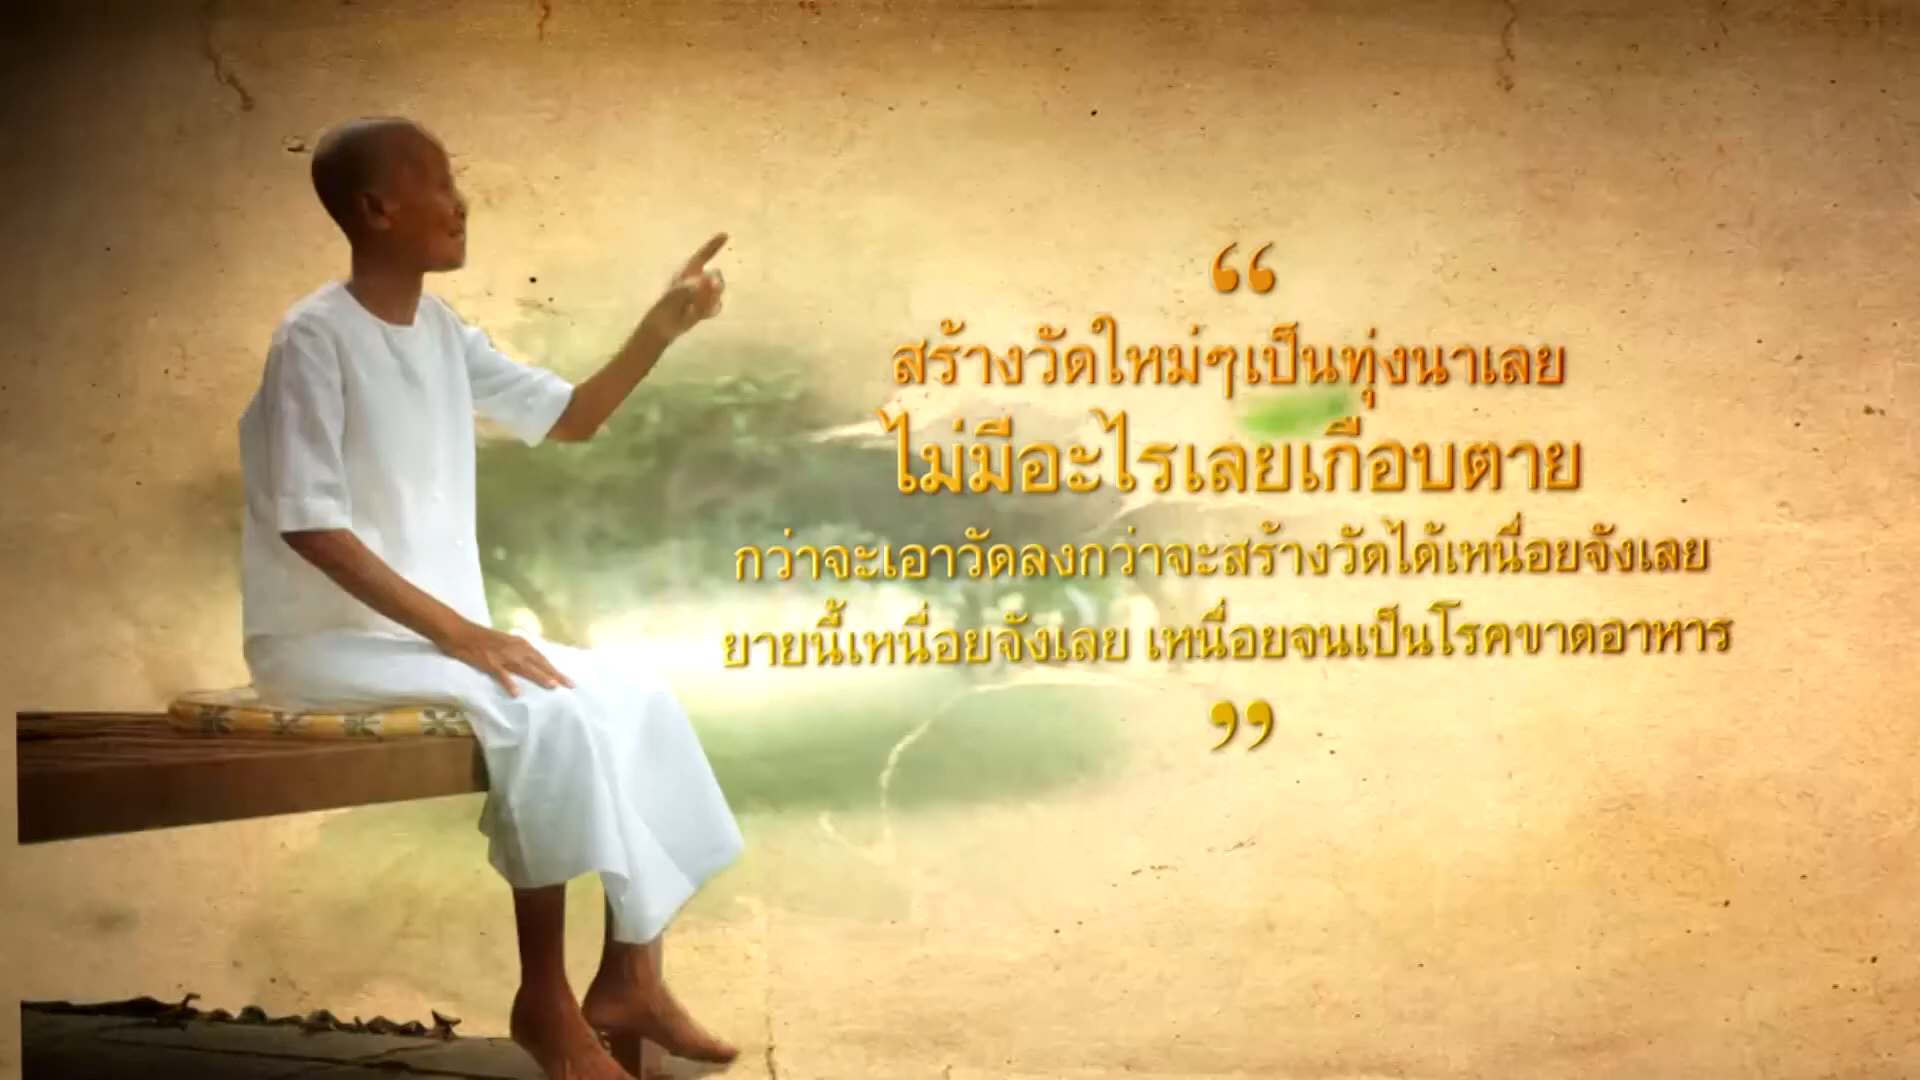 “
สร้างวัดใหม่ๆเป็นทุ่งนาเลย
ไม่มีอะไรเลยเกือบตาย
กว่าจะเอาวัดลงกว่าจะสร้างวัดได้เหนื่อยจังเลย
ยายนี้เหนื่อยจังเลย เหนื่อยจนเป็นโรคขาดอาหาร
”